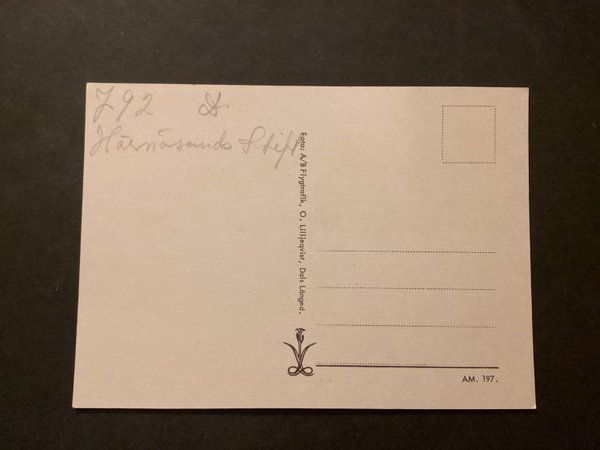 792 D.
Härnösands Stift
Foto: A/B Flygtrafik, O. Lilljeqvist, Dals Långed.
AM. 197.